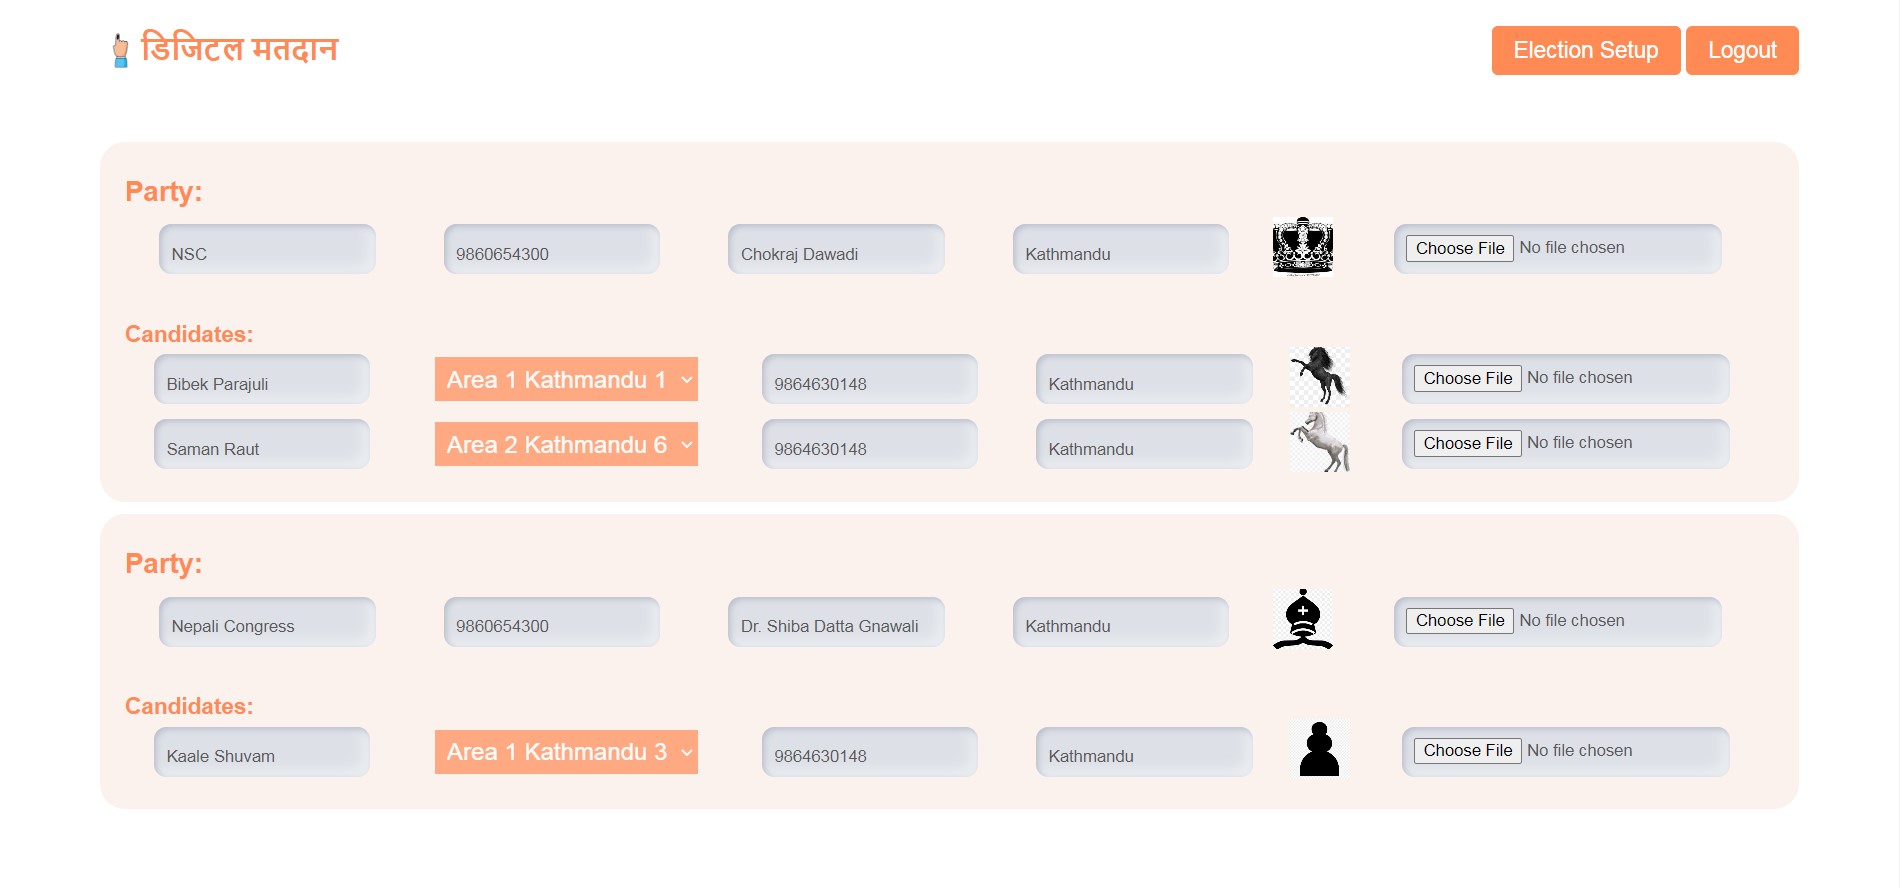 डिजिटल मतदान
Election Setup Logout
Party:
NSC 9860654300 Chokraj Dawadi Kathmandu Choose File No file chosen
Candidates:
Bibek Parajuli Area 1 Kathmandu 1 9864630148 Kathmandu Choose File No file chosen
Saman Raut Area 2 Kathmandu 6 9864630148 Kathmandu Choose File No file chosen
Party:
Nepali Congress 9860654300 Dr. Shiba Datta Gnawali Kathmandu Choose File No file chosen
Candidates:
Kaale Shuvam Area 1 Kathmandu 3 9864630148 Kathmandu Choose File No file chosen